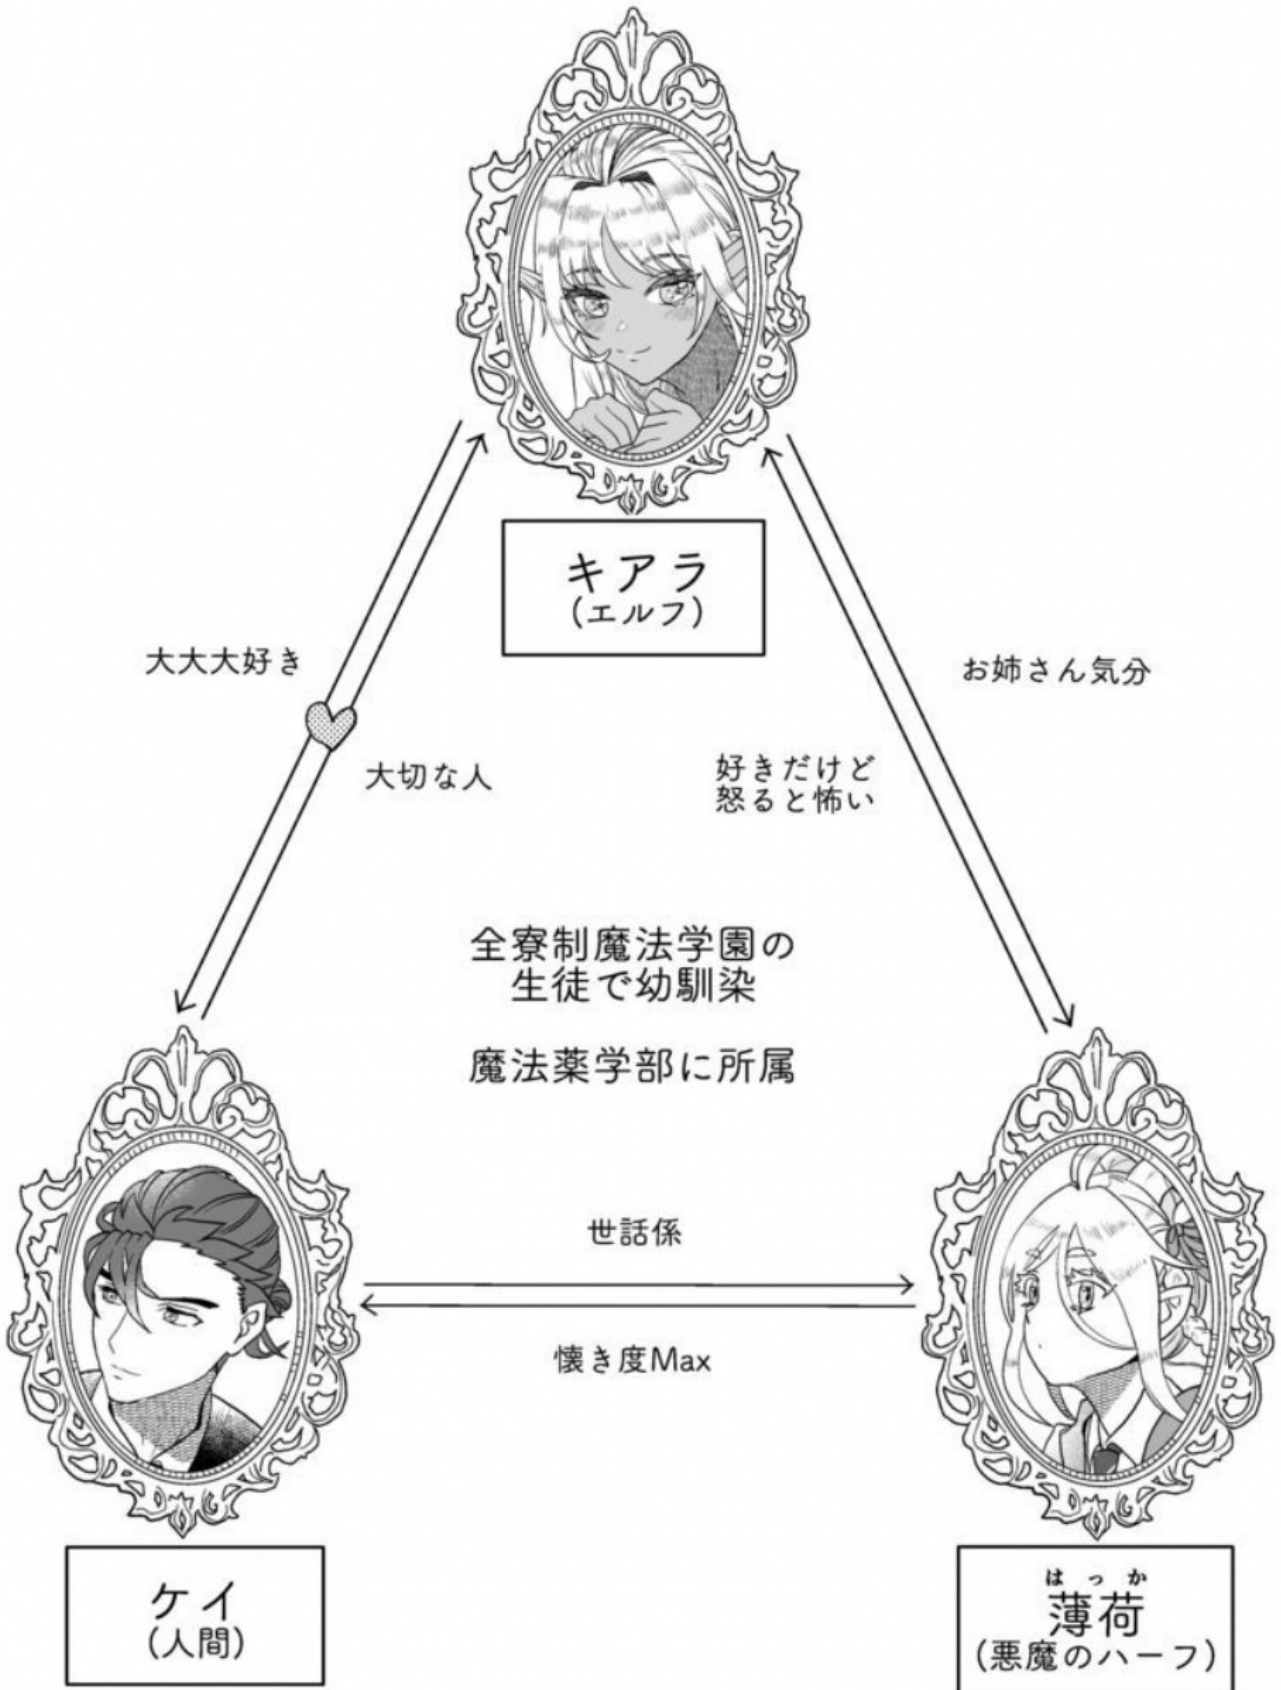 キアラ
(エルフ)
大大大好き
お姉さん気分
大切な人
好きだけど
怒ると怖い
全寮制魔法学園の
生徒で幼馴染
魔法薬学部に所属
世話係
懐き度Max
ケイ
(人間)
はっか
薄荷
(悪魔のハーフ)